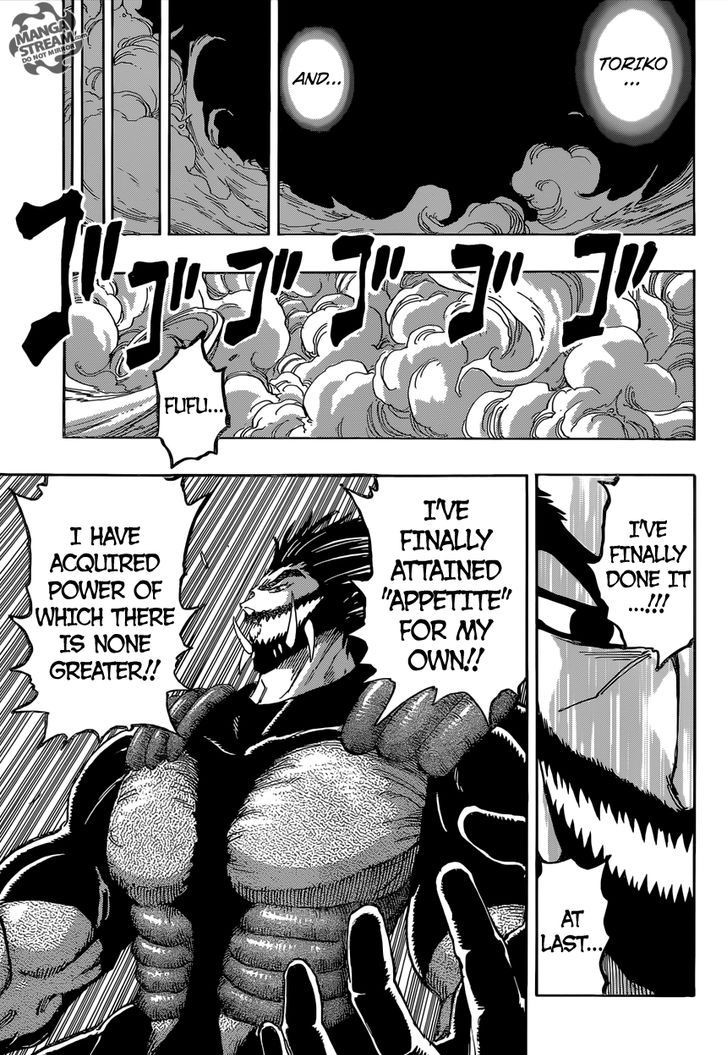 MANGA
STREAM.com
DO NOT MIRROR!
TORIKO
...
AND...
ゴゴゴゴゴゴ
FUFU...
I'VE
FINALLY
DONE IT
...!!!
AT
LAST...
I'VE
FINALLY
ATTAINED
"APPETITE"
FOR MY
OWN!!
I HAVE
ACQUIRED
POWER OF
WHICH THERE
IS NONE
GREATER!!